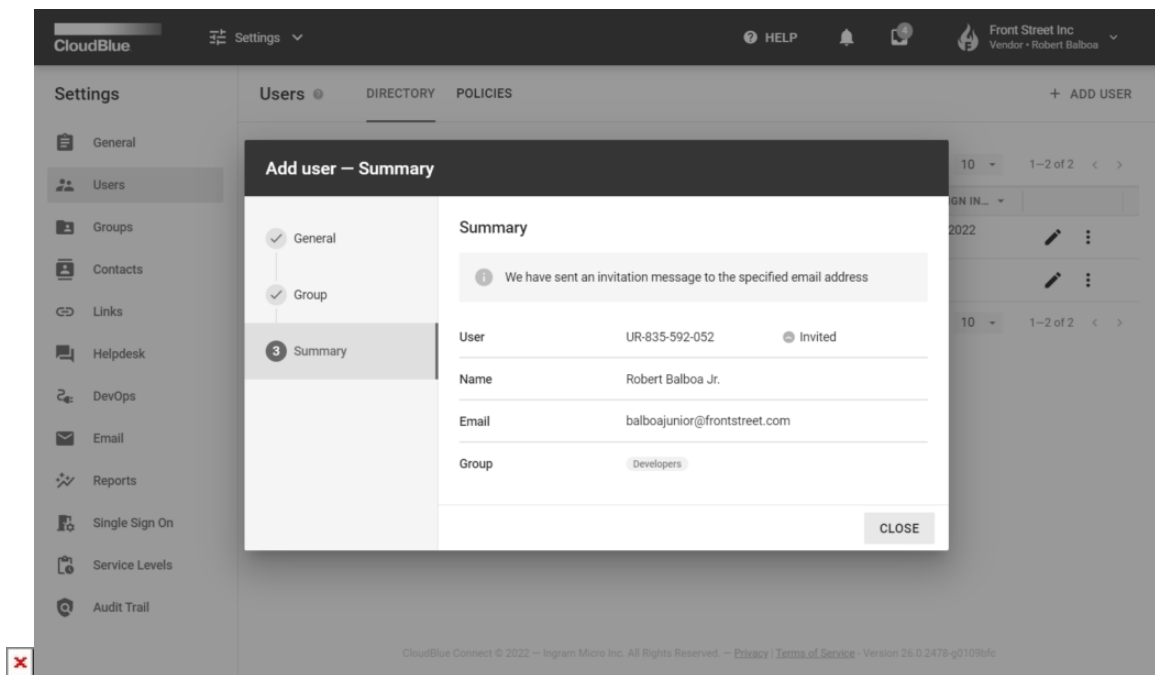 CloudBlue
Settings
HELP
4
Front Street Inc
Vendor • Robert Balboa
Settings
Users
DIRECTORY
POLICIES
+ ADD USER
General
Users
Groups
Contacts
Links
Helpdesk
DevOps
Email
Reports
Single Sign On
Service Levels
Audit Trail
10
1–2 of 2
GN IN...
2022
10
1–2 of 2
Add user — Summary
General
Group
3 Summary
Summary
We have sent an invitation message to the specified email address
User UR-835-592-052 Invited
Name Robert Balboa Jr.
Email balboajunior@frontstreet.com
Group Developers
CLOSE
CloudBlue Connect © 2022 — Ingram Micro Inc. All Rights Reserved. — Privacy | Terms of Service - Version 26.0.2478-g0109bfc